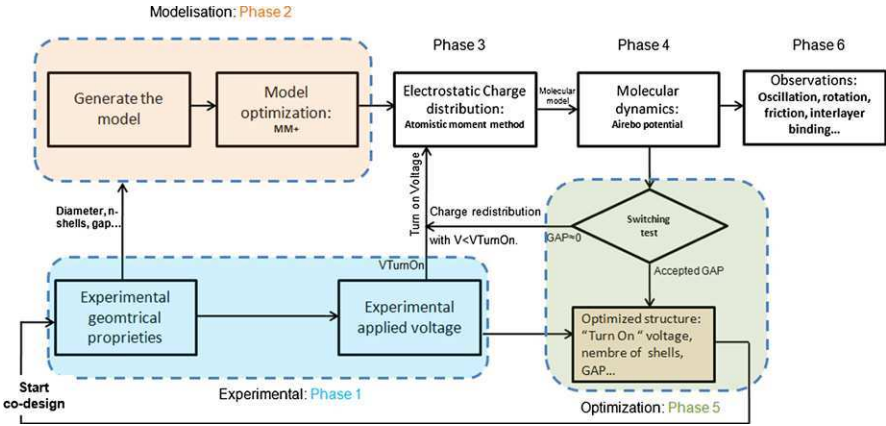 Modelisation: Phase 2
Phase 3
Phase 4
Phase 6
Generate the
model
Model
optimization:
MM+
Electrostatic Charge
distribution:
Atomistic moment method
Molecular
model
Molecular
dynamics:
Airebo potential
Observations:
Oscillation, rotation,
friction, interlayer
binding...
Diameter, n-
shells, gap...
Turn on Voltage
Charge redistribution
with V<VTurnOn.
GAP≈0
Switching
test
VTurnOn
Accepted GAP
Experimental
geomtrical
proprieties
Experimental
applied voltage
Optimized structure:
"Turn On " voltage,
nembre of shells,
GAP...
Start
co-design
Experimental: Phase 1
Optimization: Phase 5